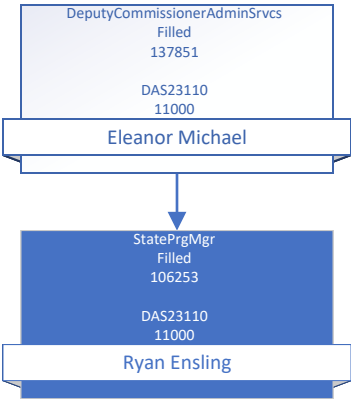 DeputyCommissionerAdminSrvcs
Filled
137851
DAS23110
11000
Eleanor Michael
StatePrgMgr
Filled
106253
DAS23110
11000
Ryan Ensling